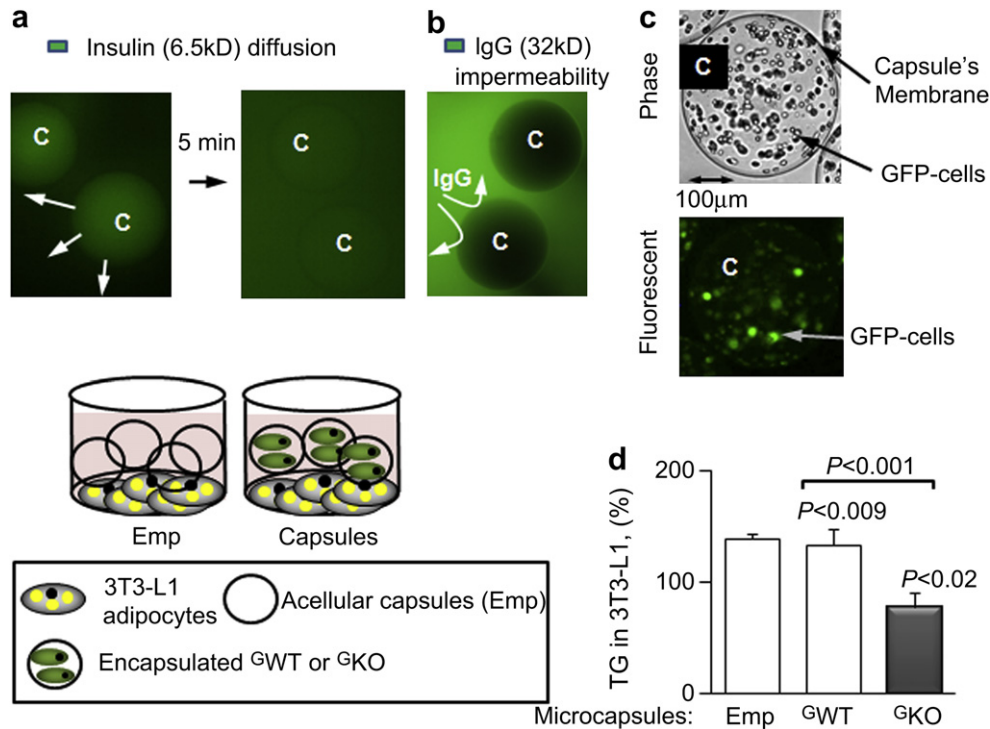 a
Insulin (6.5kD) diffusion
C
C
5 min
C
C
b
IgG (32kD)
impermeability
C
IgG
C
c
Phase
C
Capsule's
Membrane
GFP-cells
100μm
Fluorescent
C
GFP-cells
Emp
Capsules
3T3-L1
adipocytes
Acellular capsules (Emp)
Encapsulated ᴳWT or ᴳKO
d
TG in 3T3-L1, (%)
200
100
0
P<0.001
P<0.009
P<0.02
Microcapsules: Emp ᴳWT ᴳKO